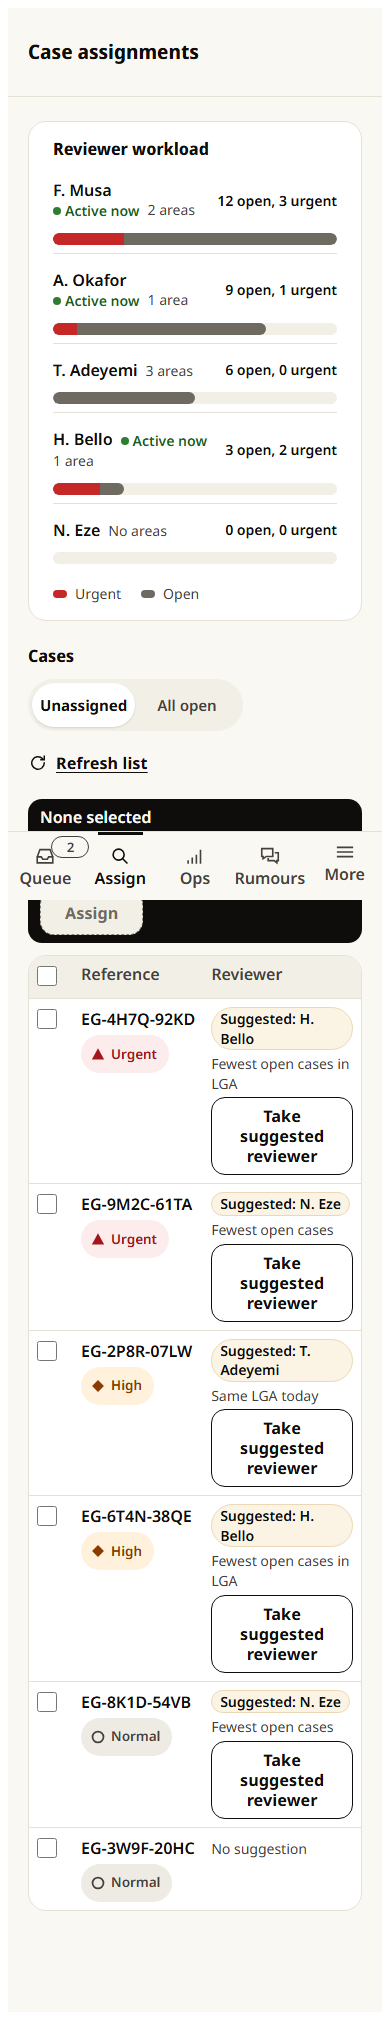 Case assignments
Reviewer workload
F. Musa
Active now 2 areas
12 open, 3 urgent
A. Okafor
Active now 1 area
9 open, 1 urgent
T. Adeyemi 3 areas
6 open, 0 urgent
H. Bello Active now
1 area
3 open, 2 urgent
N. Eze No areas
0 open, 0 urgent
Urgent Open
Cases
Unassigned All open
Refresh list
None selected
2
Queue Assign Ops Rumours More
Assign
Reference Reviewer
EG-4H7Q-92KD
Urgent
Suggested: H.
Bello
Fewest open cases in
LGA
Take
suggested
reviewer
EG-9M2C-61TA
Urgent
Suggested: N. Eze
Fewest open cases
Take
suggested
reviewer
EG-2P8R-07LW
High
Suggested: T.
Adeyemi
Same LGA today
Take
suggested
reviewer
EG-6T4N-38QE
High
Suggested: H.
Bello
Fewest open cases in
LGA
Take
suggested
reviewer
EG-8K1D-54VB
Normal
Suggested: N. Eze
Fewest open cases
Take
suggested
reviewer
EG-3W9F-20HC
Normal
No suggestion